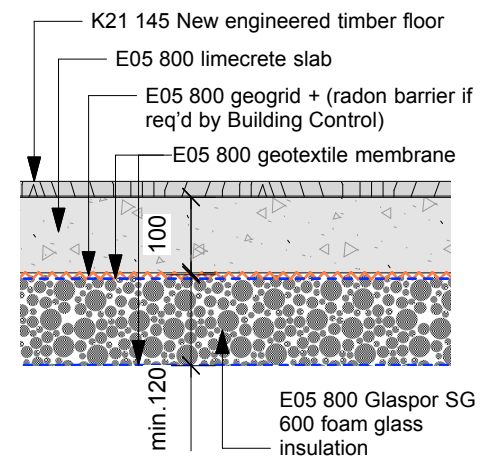 K21 145 New engineered timber floor
E05 800 limecrete slab
E05 800 geogrid + (radon barrier if
req'd by Building Control)
E05 800 geotextile membrane
100
min.120
E05 800 Glaspor SG
600 foam glass
insulation